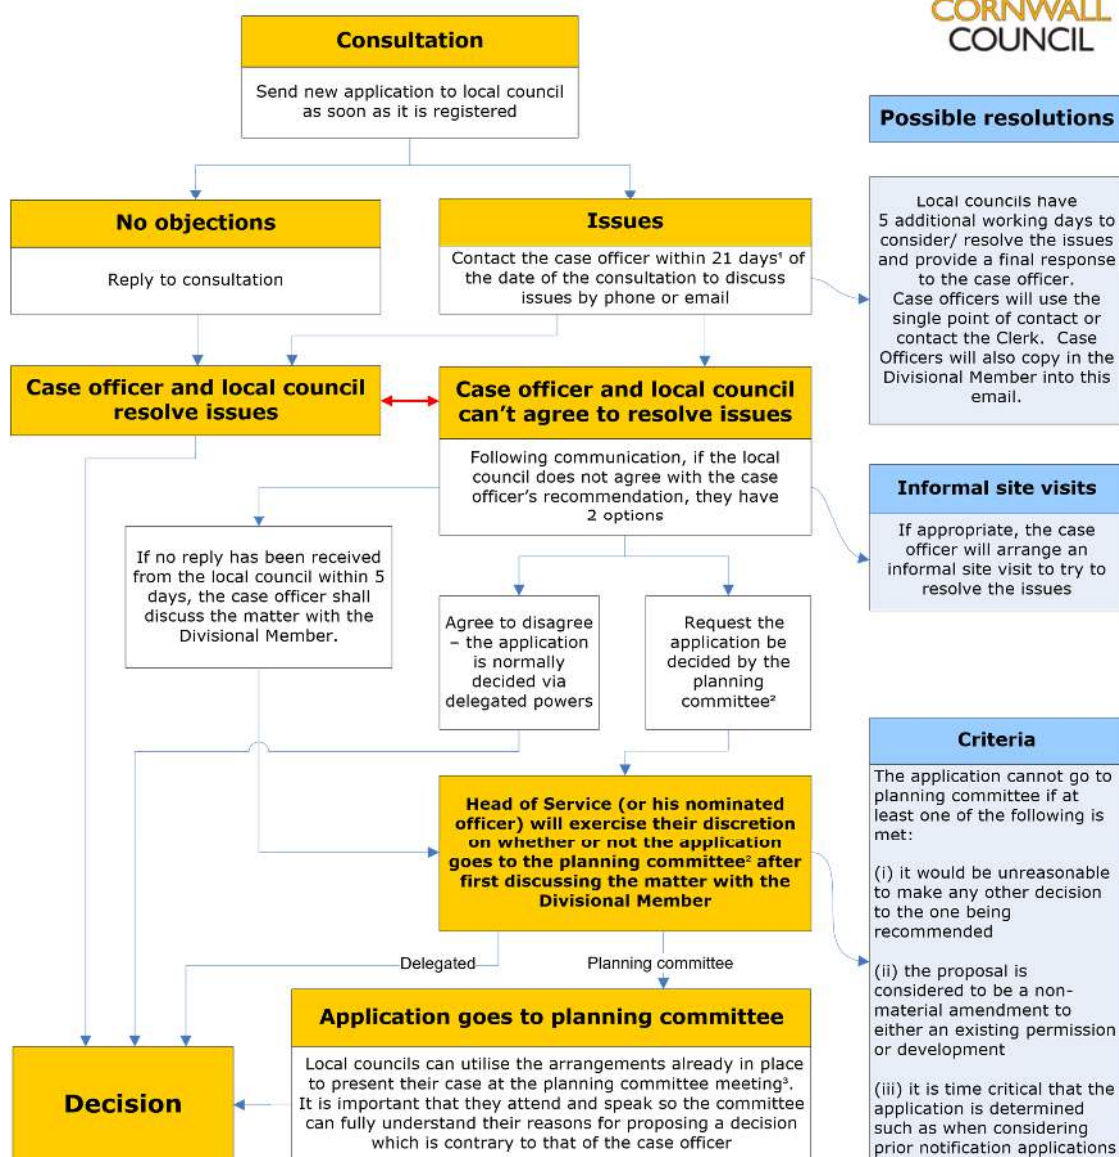 CORNWALL
COUNCIL
Consultation
Send new application to local council
as soon as it is registered
Possible resolutions
No objections
Reply to consultation
Issues
Contact the case officer within 21 days¹ of
the date of the consultation to discuss
issues by phone or email
Local councils have
5 additional working days to
consider/ resolve the issues
and provide a final response
to the case officer.
Case officers will use the
single point of contact or
contact the Clerk. Case
Officers will also copy in the
Divisional Member into this
email.
Case officer and local council
resolve issues
Case officer and local council
can't agree to resolve issues
Following communication, if the local
council does not agree with the case
officer's recommendation, they have
2 options
Informal site visits
If appropriate, the case
officer will arrange an
informal site visit to try to
resolve the issues
If no reply has been received
from the local council within 5
days, the case officer shall
discuss the matter with the
Divisional Member.
Agree to disagree
– the application
is normally
decided via
delegated powers
Request the
application be
decided by the
planning
committee²
Head of Service (or his nominated
officer) will exercise their discretion
on whether or not the application
goes to the planning committee² after
first discussing the matter with the
Divisional Member
Criteria
The application cannot go to
planning committee if at
least one of the following is
met:
(i) it would be unreasonable
to make any other decision
to the one being
recommended
(ii) the proposal is
considered to be a non-
material amendment to
either an existing permission
or development
(iii) it is time critical that the
application is determined
such as when considering
prior notification applications
Delegated
Planning committee
Application goes to planning committee
Local councils can utilise the arrangements already in place
to present their case at the planning committee meeting³.
It is important that they attend and speak so the committee
can fully understand their reasons for proposing a decision
which is contrary to that of the case officer
Decision